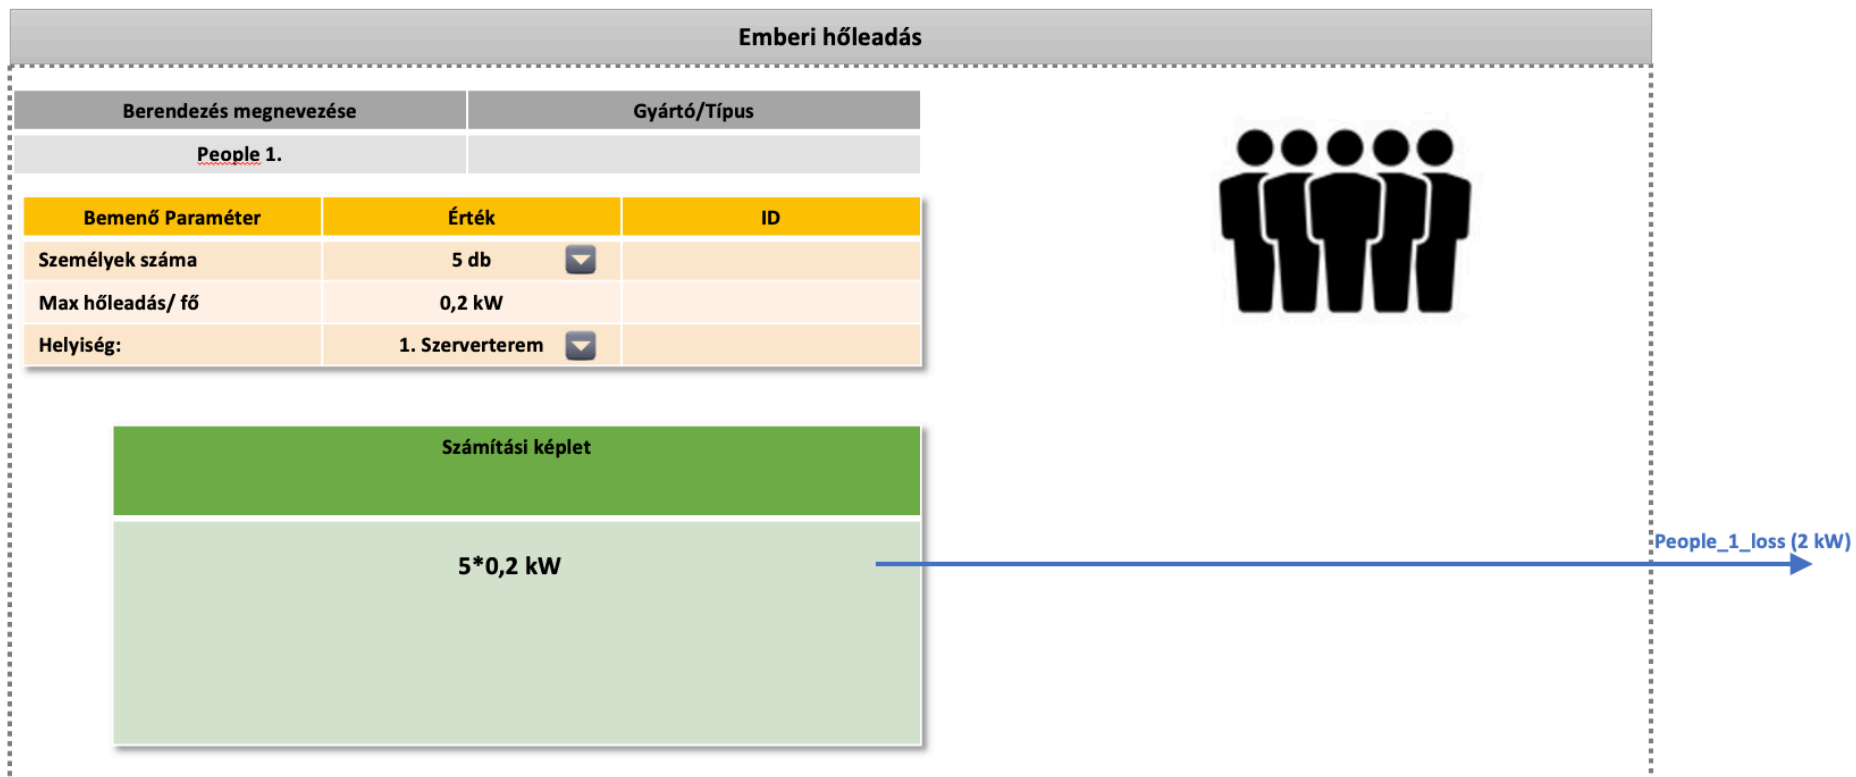 Emberi hőleadás
Berendezés megnevezése Gyártó/Típus
People 1.
Bemenő Paraméter Érték ID
Személyek száma 5 db
Max hőleadás/ fő 0,2 kW
Helyiség: 1. Szerverterem
Számítási képlet
People_1_loss (2 kW)
5*0,2 kW